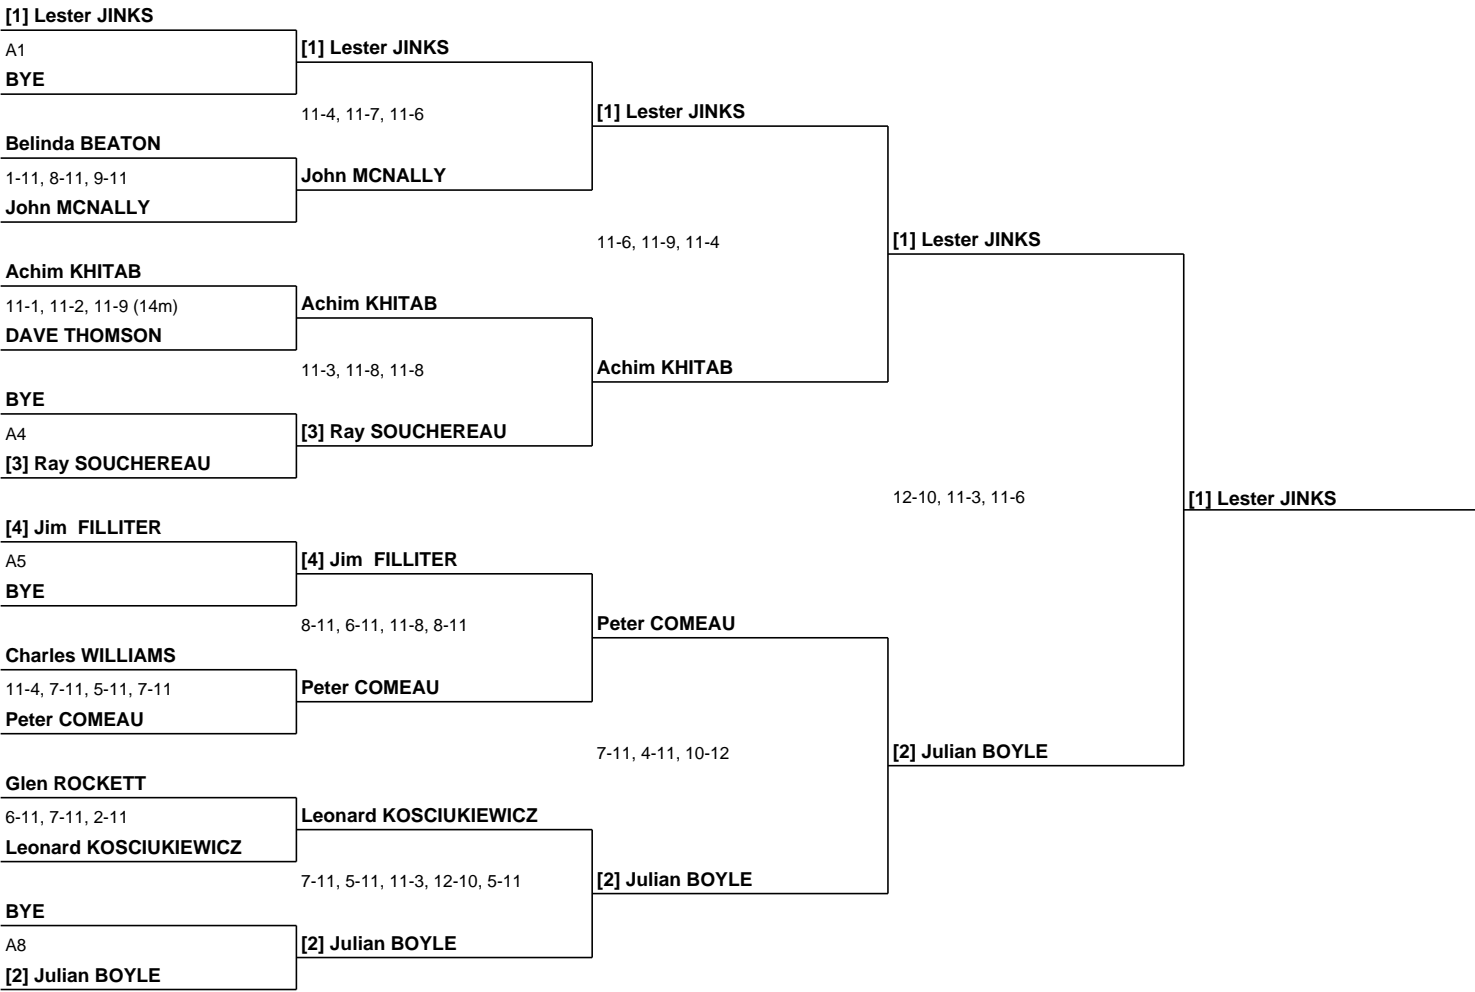 [1] Lester JINKS
A1
BYE
Belinda BEATON
1-11, 8-11, 9-11
John MCNALLY
Achim KHITAB
11-1, 11-2, 11-9 (14m)
DAVE THOMSON
BYE
A4
[3] Ray SOUCHEREAU
[4] Jim  FILLITER
A5
BYE
Charles WILLIAMS
11-4, 7-11, 5-11, 7-11
Peter COMEAU
Glen ROCKETT
6-11, 7-11, 2-11
Leonard KOSCIUKIEWICZ
BYE
A8
[2] Julian BOYLE
[1] Lester JINKS
11-4, 11-7, 11-6
John MCNALLY
Achim KHITAB
11-3, 11-8, 11-8
[3] Ray SOUCHEREAU
[4] Jim  FILLITER
8-11, 6-11, 11-8, 8-11
Peter COMEAU
Leonard KOSCIUKIEWICZ
7-11, 5-11, 11-3, 12-10, 5-11
[2] Julian BOYLE
[1] Lester JINKS
11-6, 11-9, 11-4
Achim KHITAB
Peter COMEAU
7-11, 4-11, 10-12
[2] Julian BOYLE
[1] Lester JINKS
12-10, 11-3, 11-6
[2] Julian BOYLE
[1] Lester JINKS